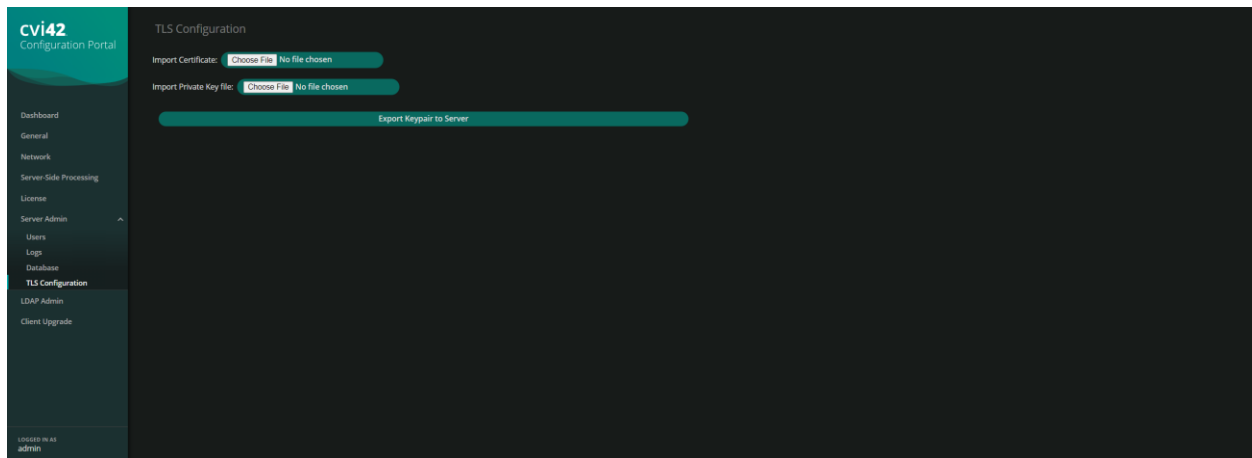 cvi42
Configuration Portal
Dashboard
General
Network
Server-Side Processing
License
Server Admin
Users
Logs
Database
TLS Configuration
LDAP Admin
Client Upgrade
LOGGED IN AS
admin
TLS Configuration
Import Certificate: Choose File No file chosen
Import Private Key file: Choose File No file chosen
Export Keypair to Server